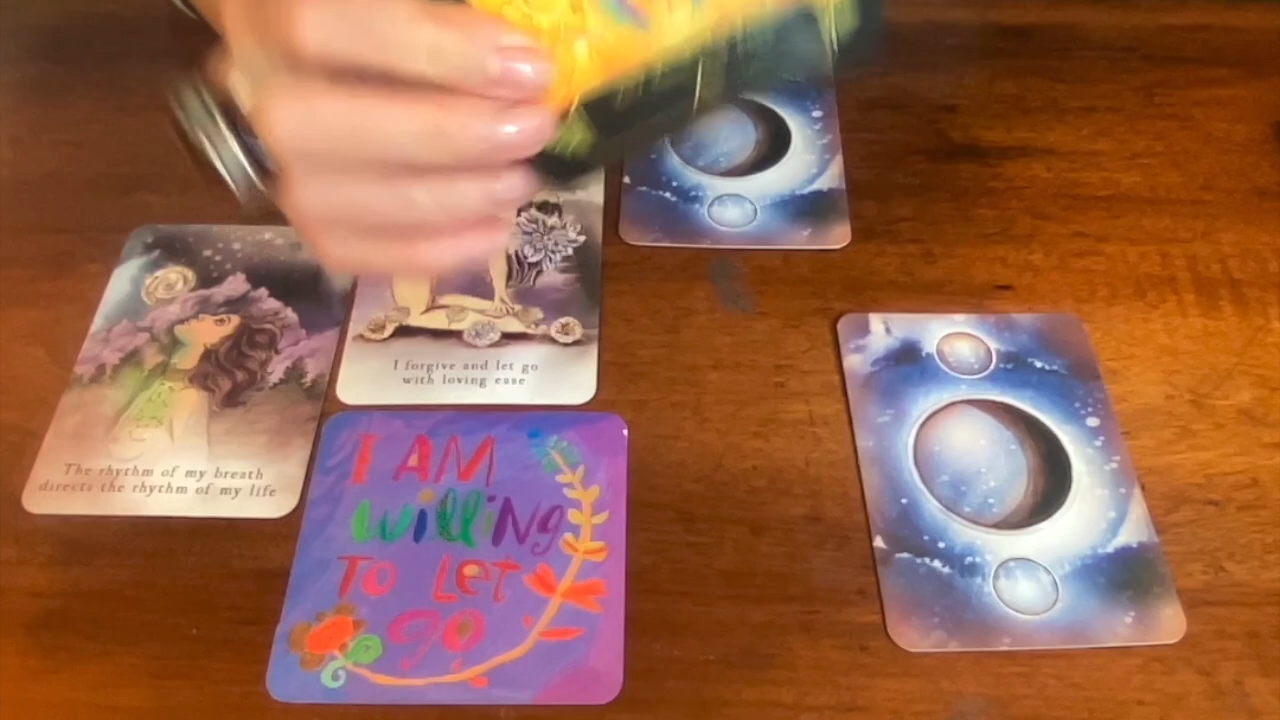 The rhythm of my breath
directs the rhythm of my life
I forgive and let go
with loving ease
I AM
willing
TO LeT
go